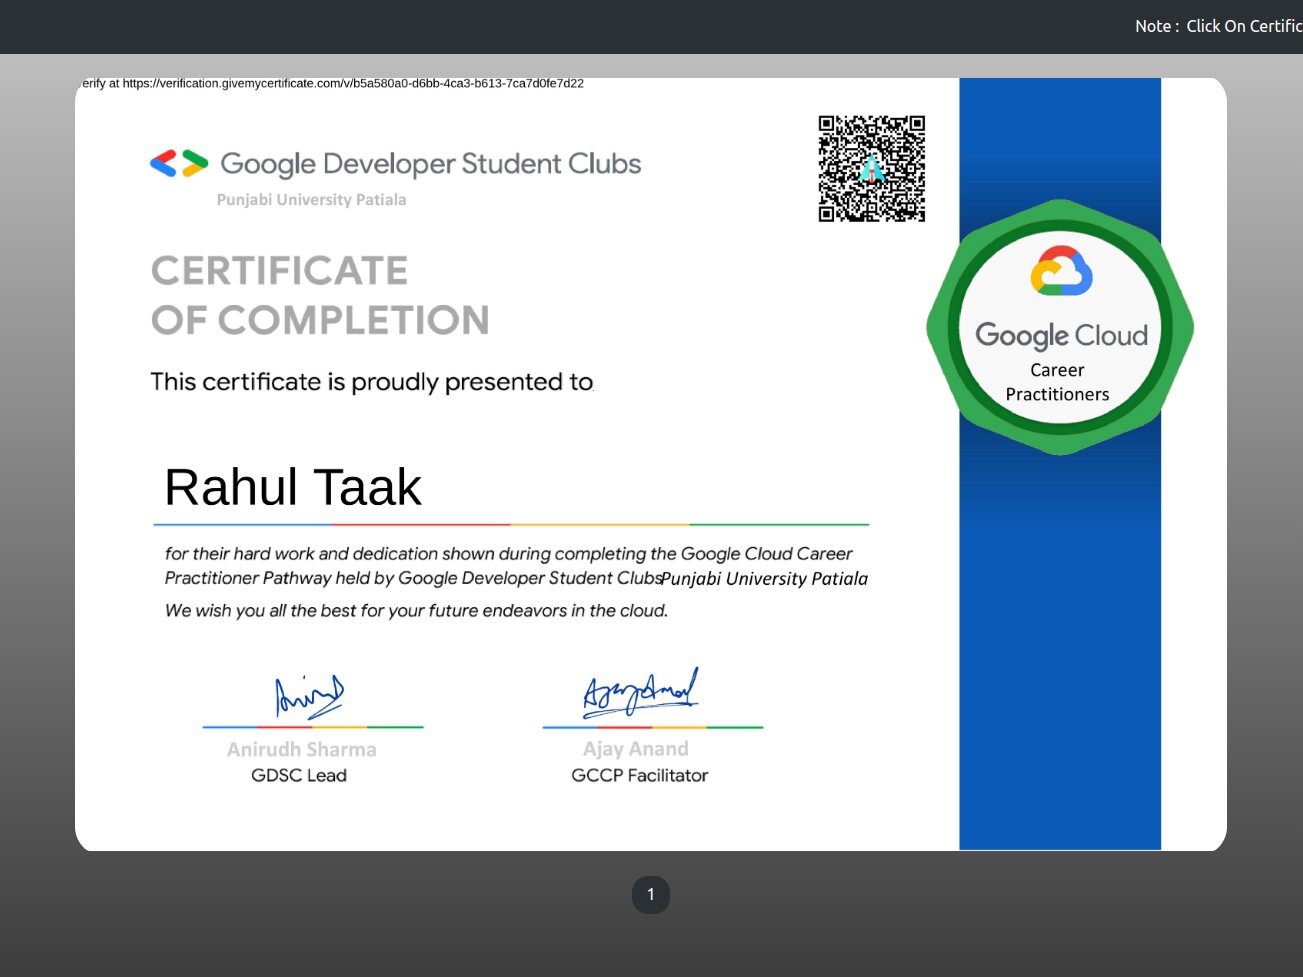 Note : Click On Certific
erify at https://verification.givemycertificate.com/v/b5a580a0-d6bb-4ca3-b613-7ca7d0fe7d22
Google Developer Student Clubs
Punjabi University Patiala
CERTIFICATE
OF COMPLETION
This certificate is proudly presented to
Google Cloud
Career
Practitioners
Rahul Taak
for their hard work and dedication shown during completing the Google Cloud Career
Practitioner Pathway held by Google Developer Student Clubs Punjabi University Patiala
We wish you all the best for your future endeavors in the cloud.
Anirudh Sharma
GDSC Lead
Ajay Anand
GCCP Facilitator
1